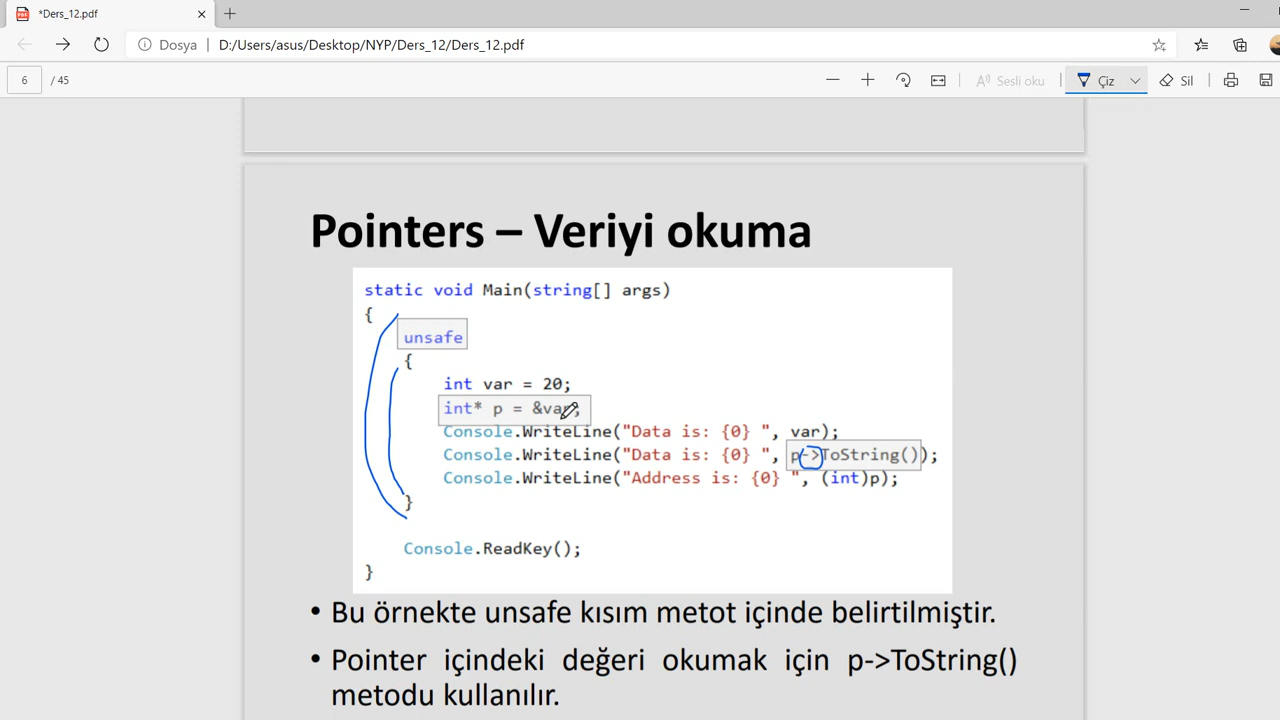 *Ders_12.pdf
Dosya D:/Users/asus/Desktop/NYP/Ders_12/Ders_12.pdf
6 / 45 Sesli oku Çiz Sil
Pointers – Veriyi okuma
static void Main(string[] args)
{
unsafe
{
int var = 20;
int* p = &var;
Console.WriteLine("Data is: {0} ", var);
Console.WriteLine("Data is: {0} ", p->ToString());
Console.WriteLine("Address is: {0} ", (int)p);
}
Console.ReadKey();
}
• Bu örnekte unsafe kısım metot içinde belirtilmiştir.
• Pointer içindeki değeri okumak için p->ToString()
metodu kullanılır.